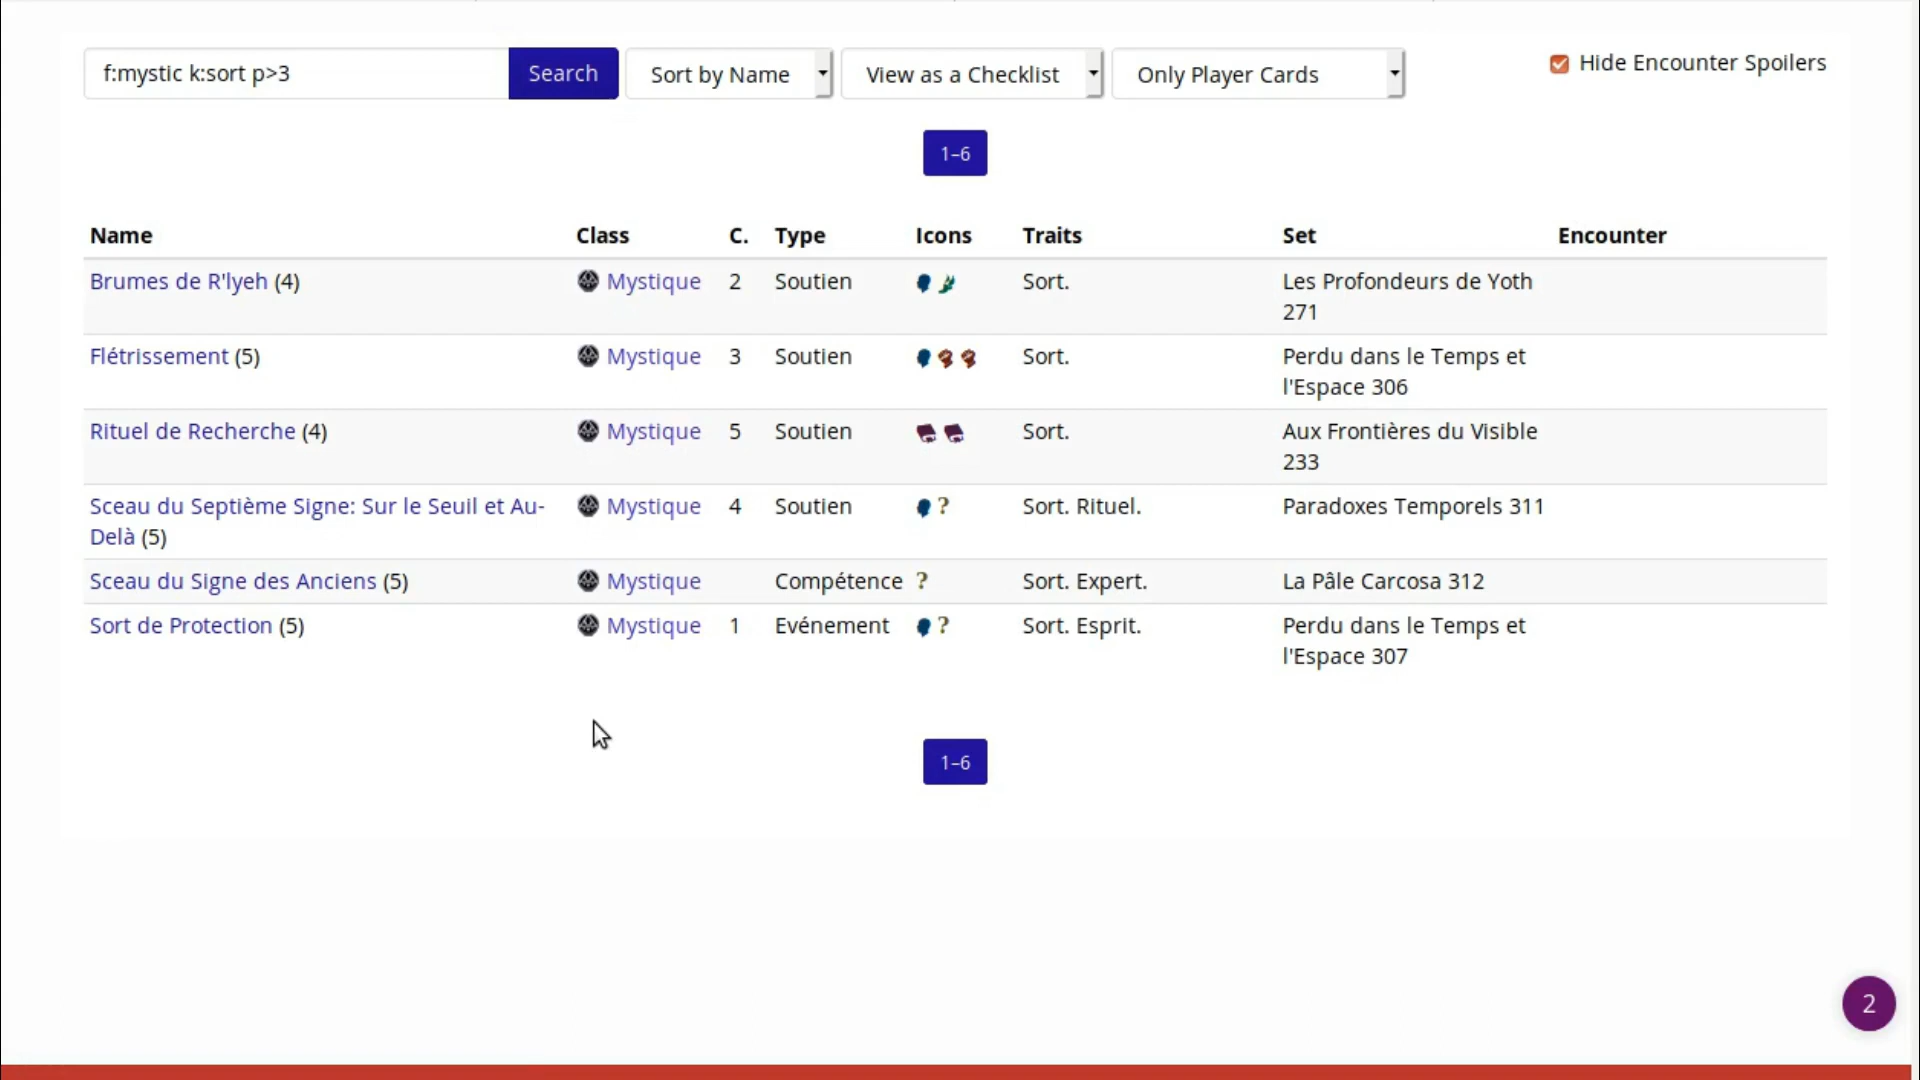 f:mystic k:sort p>3
Search
Sort by Name
View as a Checklist
Only Player Cards
Hide Encounter Spoilers
1–6
Name Class C. Type Icons Traits Set Encounter
Brumes de R'lyeh (4) Mystique 2 Soutien Sort. Les Profondeurs de Yoth
271
Flétrissement (5) Mystique 3 Soutien Sort. Perdu dans le Temps et
l'Espace 306
Rituel de Recherche (4) Mystique 5 Soutien Sort. Aux Frontières du Visible
233
Sceau du Septième Signe: Sur le Seuil et Au- Mystique 4 Soutien ? Sort. Rituel. Paradoxes Temporels 311
Delà (5)
Sceau du Signe des Anciens (5) Mystique Compétence ? Sort. Expert. La Pâle Carcosa 312
Sort de Protection (5) Mystique 1 Evénement ? Sort. Esprit. Perdu dans le Temps et
l'Espace 307
1–6
2